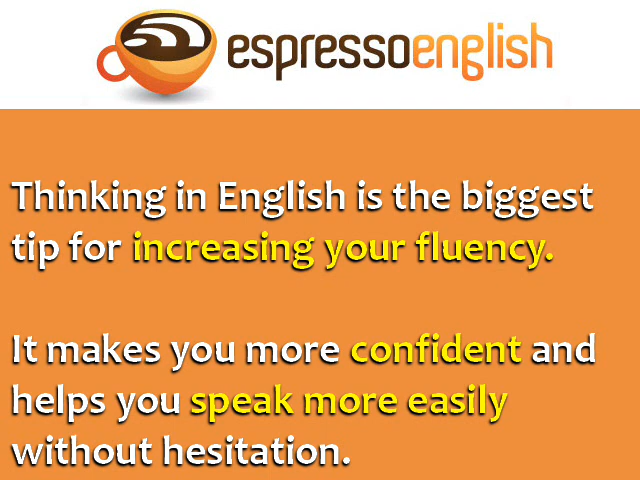 espressoenglish
Thinking in English is the biggest
tip for increasing your fluency.
It makes you more confident and
helps you speak more easily
without hesitation.